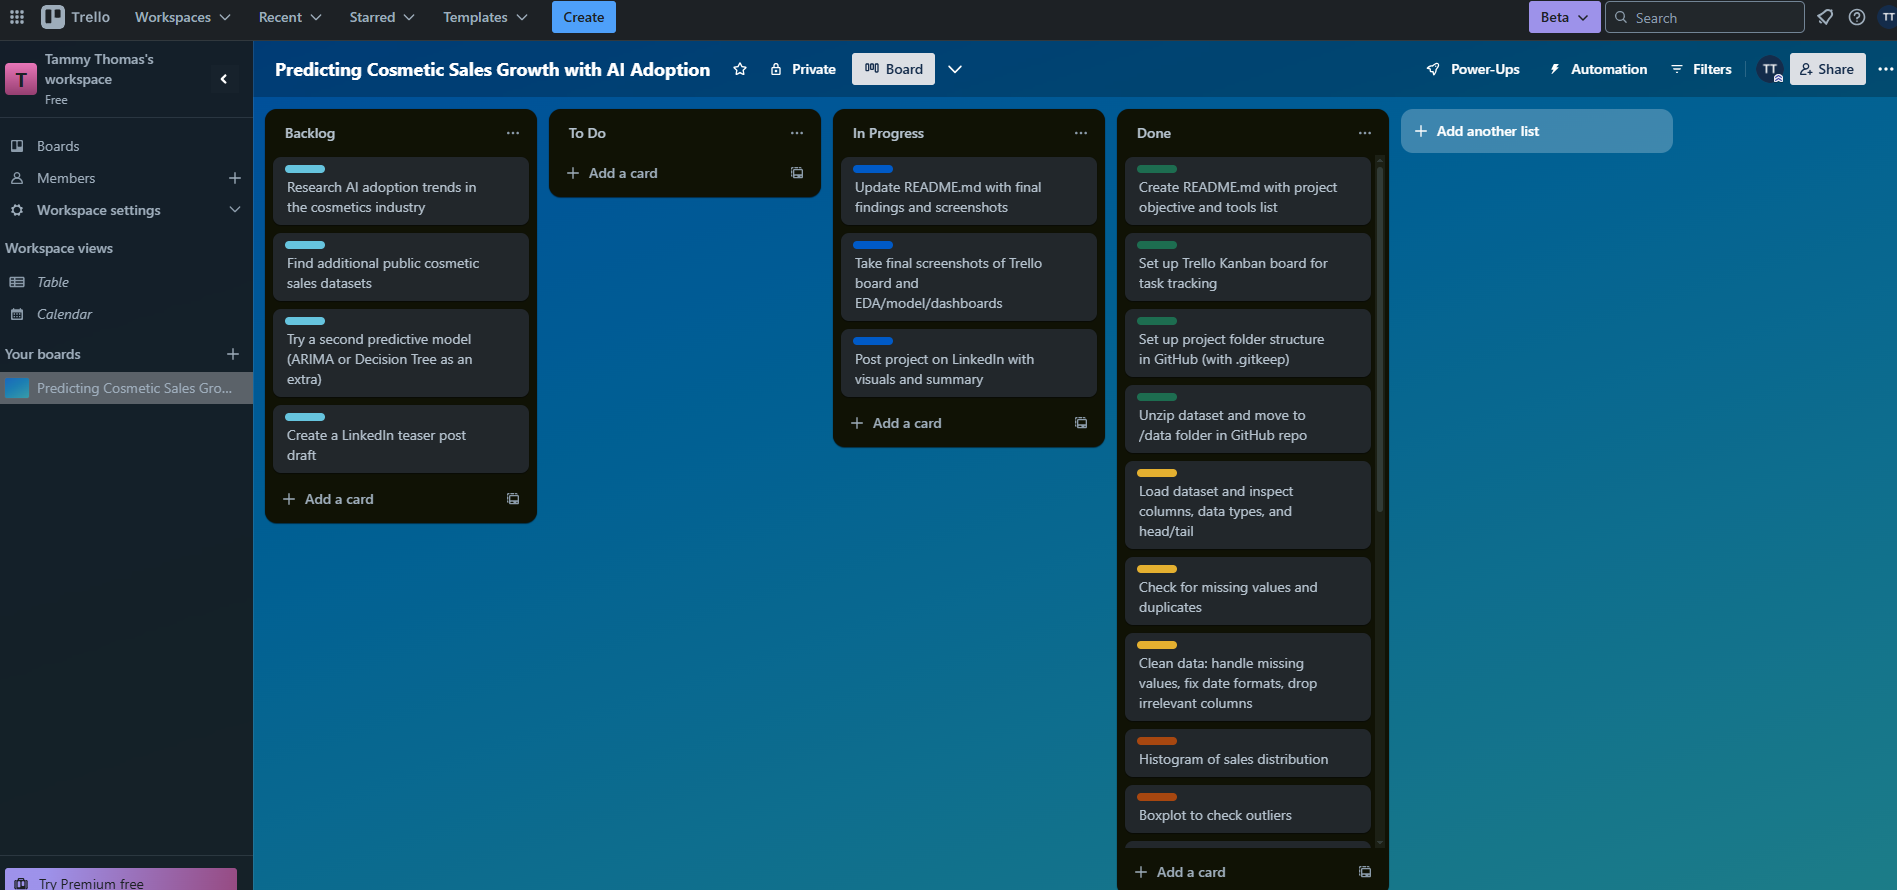 Trello
Workspaces
Recent
Starred
Templates
Create
Beta
Search
TT
T
Tammy Thomas's
workspace
Free
Predicting Cosmetic Sales Growth with AI Adoption
Private
Board
Power-Ups
Automation
Filters
TT
Share
Boards
Members
Workspace settings
Workspace views
Table
Calendar
Your boards
Predicting Cosmetic Sales Gro...
Try Premium free
Backlog
Research AI adoption trends in
the cosmetics industry
Find additional public cosmetic
sales datasets
Try a second predictive model
(ARIMA or Decision Tree as an
extra)
Create a LinkedIn teaser post
draft
Add a card
To Do
Add a card
In Progress
Update README.md with final
findings and screenshots
Take final screenshots of Trello
board and
EDA/model/dashboards
Post project on LinkedIn with
visuals and summary
Add a card
Done
Create README.md with project
objective and tools list
Set up Trello Kanban board for
task tracking
Set up project folder structure
in GitHub (with .gitkeep)
Unzip dataset and move to
/data folder in GitHub repo
Load dataset and inspect
columns, data types, and
head/tail
Check for missing values and
duplicates
Clean data: handle missing
values, fix date formats, drop
irrelevant columns
Histogram of sales distribution
Boxplot to check outliers
Add a card
Add another list